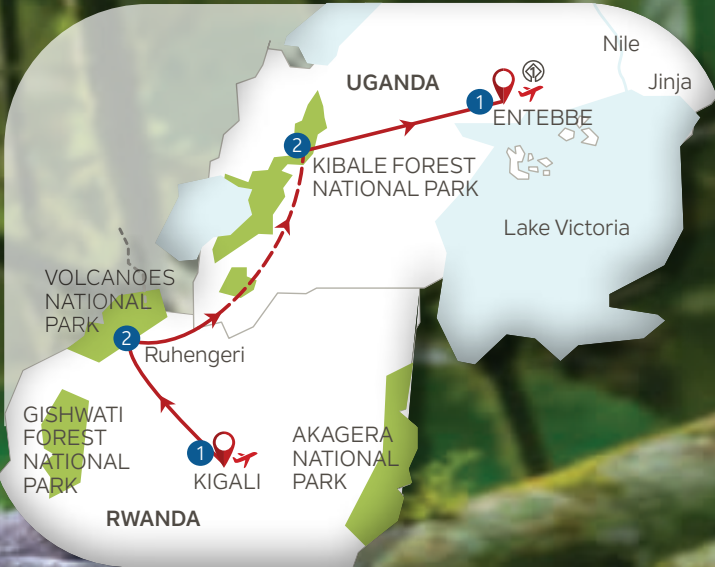 Nile
UGANDA
Jinja
1
ENTEBBE
2
KIBALE FOREST
NATIONAL PARK
Lake Victoria
VOLCANOES
NATIONAL
PARK
2
Ruhengeri
GISHWATI
FOREST
NATIONAL
PARK
AKAGERA
NATIONAL
PARK
1
KIGALI
RWANDA